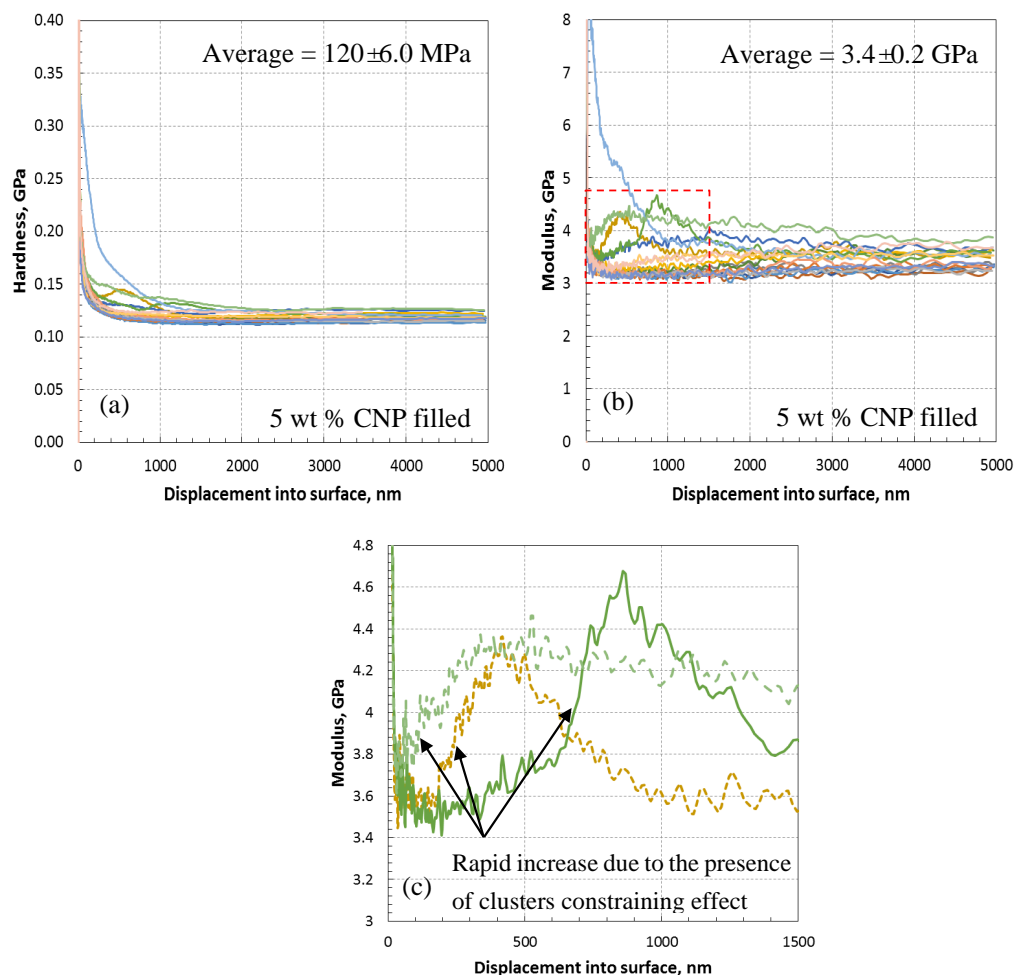 0.40
0.35
0.30
0.25
0.20
0.15
0.10
0.05
0.00
Hardness, GPa
Average = 120±6.0 MPa
(a)
5 wt % CNP filled
0 1000 2000 3000 4000 5000
Displacement into surface, nm
8
7
6
5
4
3
2
1
0
Modulus, GPa
Average = 3.4±0.2 GPa
(b)
5 wt % CNP filled
0 1000 2000 3000 4000 5000
Displacement into surface, nm
4.8
4.6
4.4
4.2
4
3.8
3.6
3.4
3.2
3
Modulus, GPa
Rapid increase due to the presence
of clusters constraining effect
(c)
0 500 1000 1500
Displacement into surface, nm